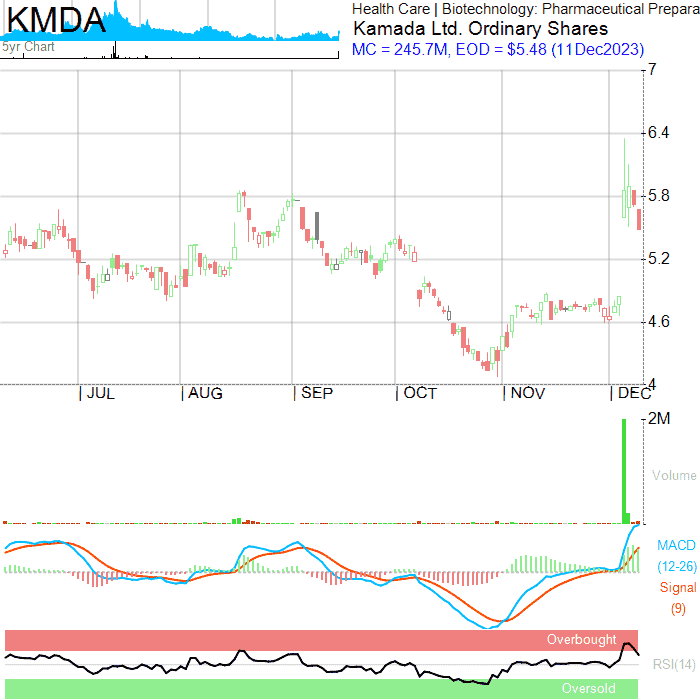 KMDA
5yr Chart
Health Care | Biotechnology: Pharmaceutical Prepara
Kamada Ltd. Ordinary Shares
MC = 245.7M, EOD = $5.48 (11Dec2023)
7
6.4
5.8
5.2
4.6
4
| JUL | AUG | SEP | OCT | NOV | DEC
2M
Volume
MACD
(12-26)
Signal
(9)
Overbought
RSI(14)
Oversold